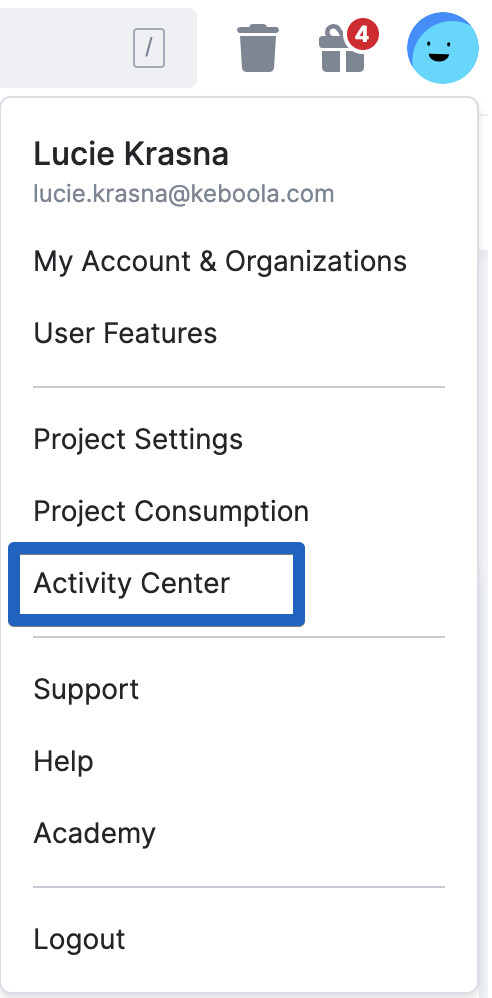 /
4
Lucie Krasna
lucie.krasna@keboola.com
My Account & Organizations
User Features
Project Settings
Project Consumption
Activity Center
Support
Help
Academy
Logout